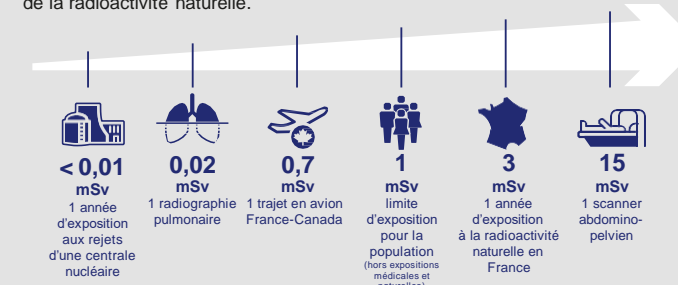 de la radioactivité naturelle.
< 0,01
mSv
1 année
d'exposition
aux rejets
d'une centrale
nucléaire
0,02
mSv
1 radiographie
pulmonaire
0,7
mSv
1 trajet en avion
France-Canada
1
mSv
limite
d'exposition
pour la
population
(hors expositions
médicales et
naturelles)
3
mSv
1 année
d'exposition
à la radioactivité
naturelle en
France
15
mSv
1 scanner
abdomino-
pelvien